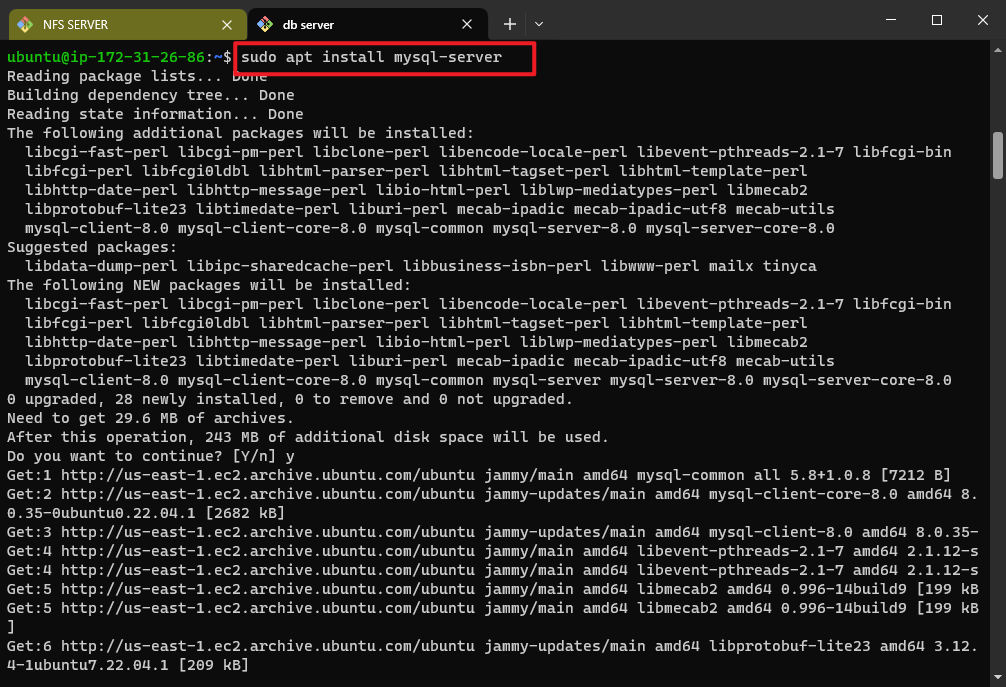 NFS SERVER
db server
ubuntu@ip-172-31-26-86:~$ sudo apt install mysql-server
Reading package lists... Done
Building dependency tree... Done
Reading state information... Done
The following additional packages will be installed:
  libcgi-fast-perl libcgi-pm-perl libclone-perl libencode-locale-perl libevent-pthreads-2.1-7 libfcgi-bin
  libfcgi-perl libfcgi0ldbl libhtml-parser-perl libhtml-tagset-perl libhtml-template-perl
  libhttp-date-perl libhttp-message-perl libio-html-perl liblwp-mediatypes-perl libmecab2
  libprotobuf-lite23 libtimedate-perl liburi-perl mecab-ipadic mecab-ipadic-utf8 mecab-utils
  mysql-client-8.0 mysql-client-core-8.0 mysql-common mysql-server-8.0 mysql-server-core-8.0
Suggested packages:
  libdata-dump-perl libipc-sharedcache-perl libbusiness-isbn-perl libwww-perl mailx tinyca
The following NEW packages will be installed:
  libcgi-fast-perl libcgi-pm-perl libclone-perl libencode-locale-perl libevent-pthreads-2.1-7 libfcgi-bin
  libfcgi-perl libfcgi0ldbl libhtml-parser-perl libhtml-tagset-perl libhtml-template-perl
  libhttp-date-perl libhttp-message-perl libio-html-perl liblwp-mediatypes-perl libmecab2
  libprotobuf-lite23 libtimedate-perl liburi-perl mecab-ipadic mecab-ipadic-utf8 mecab-utils
  mysql-client-8.0 mysql-client-core-8.0 mysql-common mysql-server mysql-server-8.0 mysql-server-core-8.0
0 upgraded, 28 newly installed, 0 to remove and 0 not upgraded.
Need to get 29.6 MB of archives.
After this operation, 243 MB of additional disk space will be used.
Do you want to continue? [Y/n] y
Get:1 http://us-east-1.ec2.archive.ubuntu.com/ubuntu jammy/main amd64 mysql-common all 5.8+1.0.8 [7212 B]
Get:2 http://us-east-1.ec2.archive.ubuntu.com/ubuntu jammy-updates/main amd64 mysql-client-core-8.0 amd64 8.
0.35-0ubuntu0.22.04.1 [2682 kB]
Get:3 http://us-east-1.ec2.archive.ubuntu.com/ubuntu jammy-updates/main amd64 mysql-client-8.0 amd64 8.0.35-
Get:4 http://us-east-1.ec2.archive.ubuntu.com/ubuntu jammy/main amd64 libevent-pthreads-2.1-7 amd64 2.1.12-s
Get:4 http://us-east-1.ec2.archive.ubuntu.com/ubuntu jammy/main amd64 libevent-pthreads-2.1-7 amd64 2.1.12-s
Get:5 http://us-east-1.ec2.archive.ubuntu.com/ubuntu jammy/main amd64 libmecab2 amd64 0.996-14build9 [199 kB
Get:5 http://us-east-1.ec2.archive.ubuntu.com/ubuntu jammy/main amd64 libmecab2 amd64 0.996-14build9 [199 kB
]
Get:6 http://us-east-1.ec2.archive.ubuntu.com/ubuntu jammy-updates/main amd64 libprotobuf-lite23 amd64 3.12.
4-1ubuntu7.22.04.1 [209 kB]